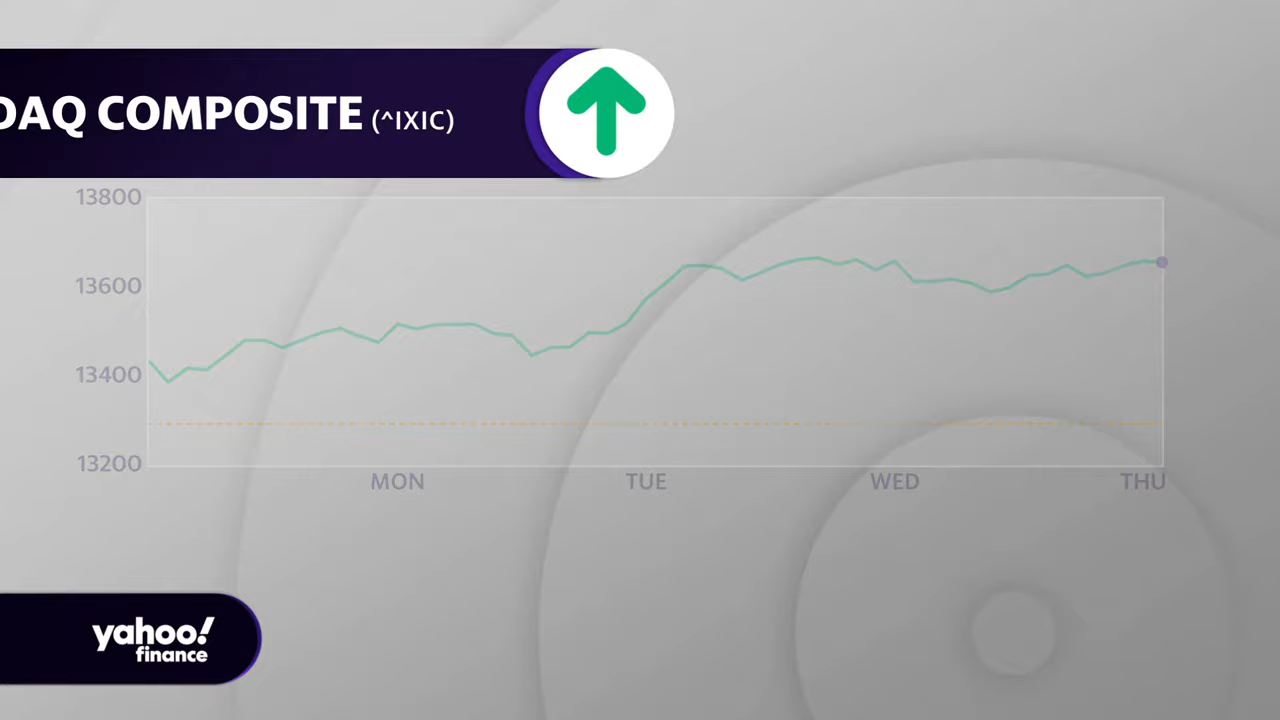 DAQ COMPOSITE (^IXIC)
13800
13600
13400
13200
MON TUE WED THU
yahoo!
finance